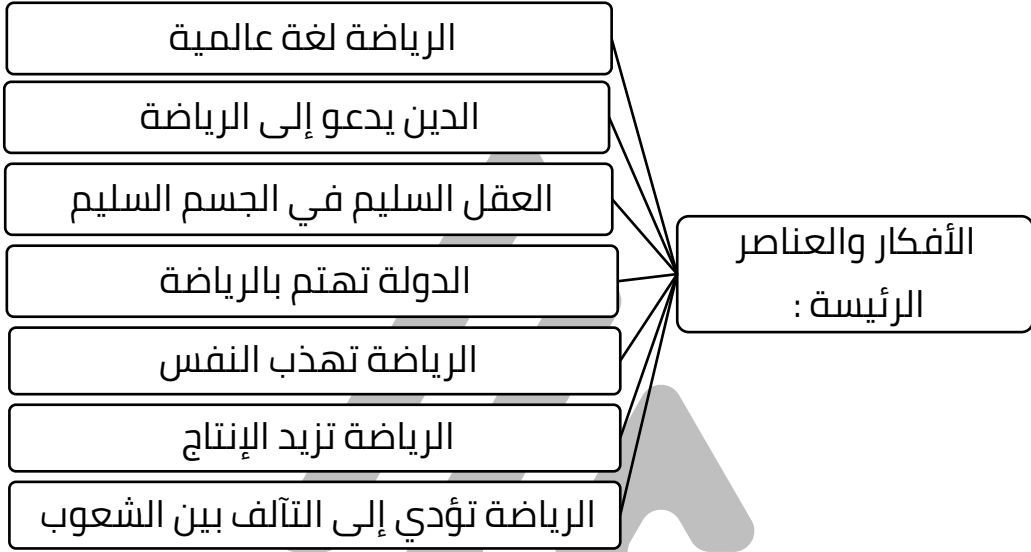 الأفكار والعناصر
الرئيسة :
الرياضة لغة عالمية
الدين يدعو إلى الرياضة
العقل السليم في الجسم السليم
الدولة تهتم بالرياضة
الرياضة تهذب النفس
الرياضة تزيد الإنتاج
الرياضة تؤدي إلى التآلف بين الشعوب